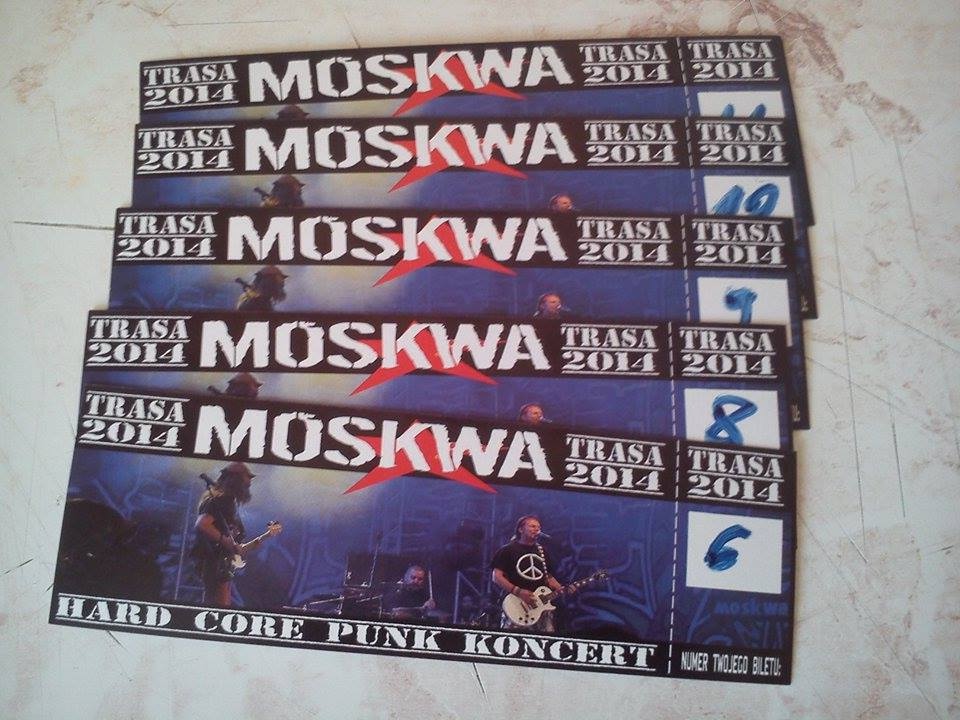 TRASA 2014 MOSKWA TRASA 2014 TRASA 2014
TRASA 2014 MOSKWA TRASA 2014 TRASA 2014
TRASA 2014 MOSKWA TRASA 2014 TRASA 2014
9
TRASA 2014 MOSKWA TRASA 2014 TRASA 2014
8
TRASA 2014 MOSKWA TRASA 2014 TRASA 2014
6
MOSKWA
HARD CORE PUNK KONCERT
NUMER TWOJEGO BILETU: